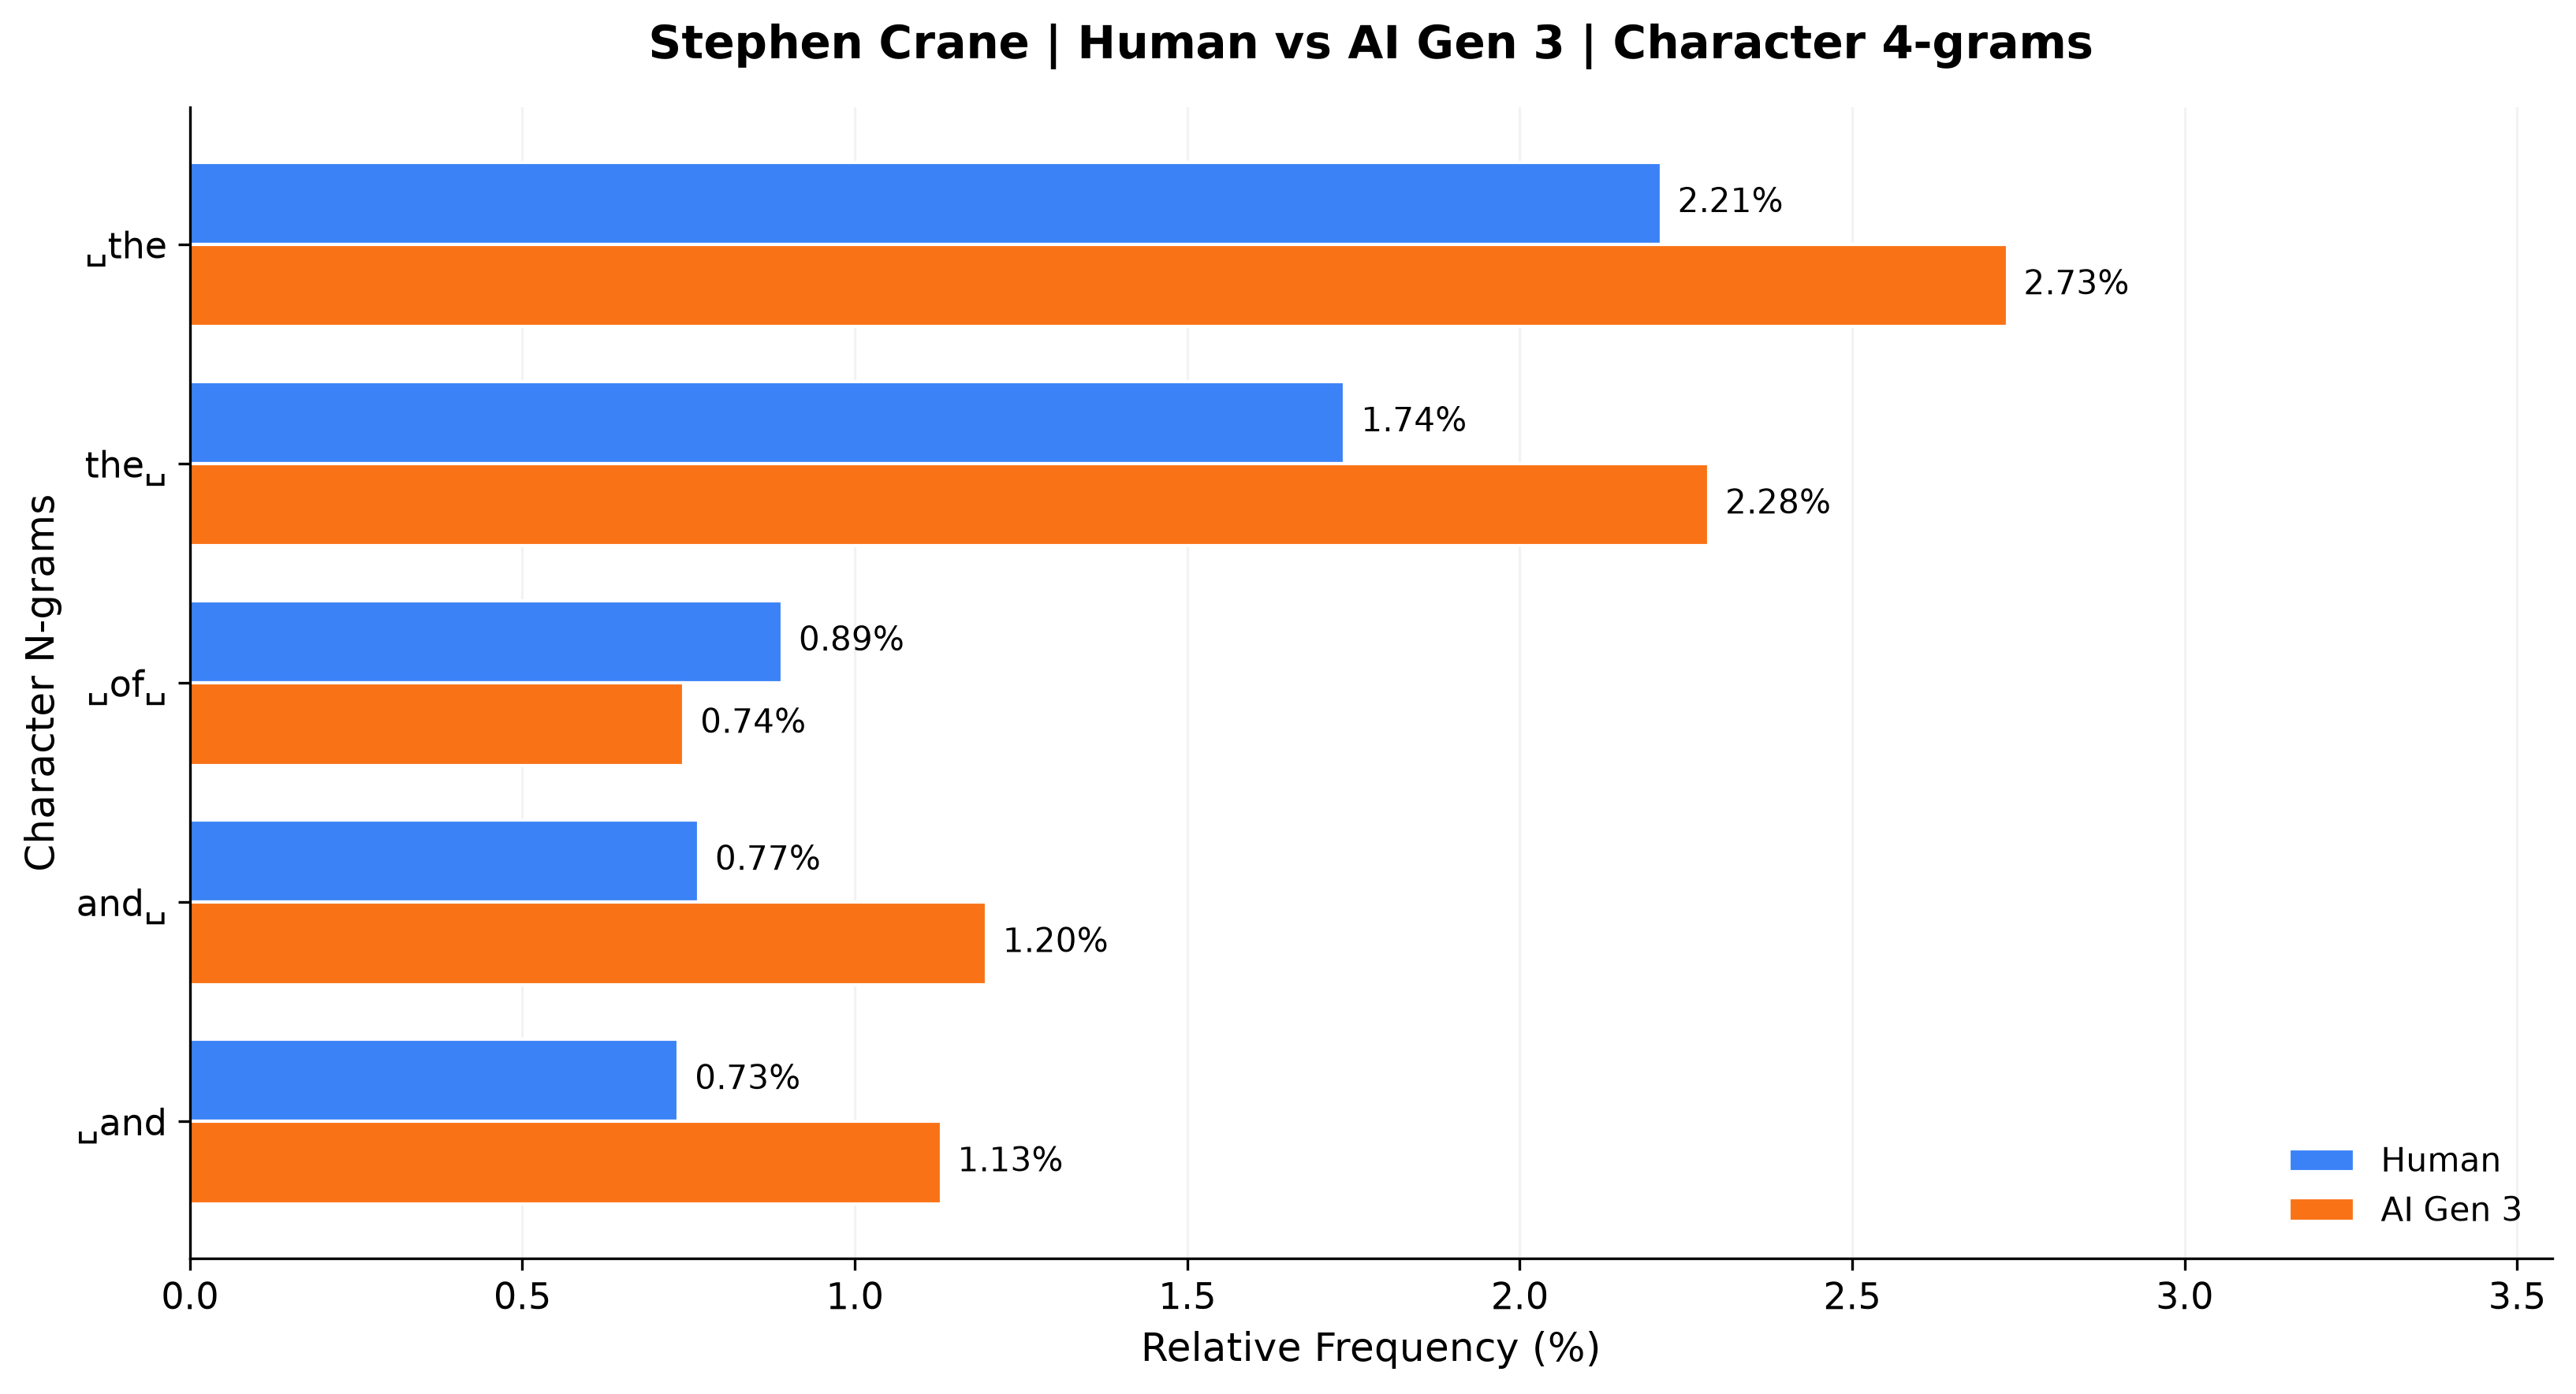 Stephen Crane | Human vs AI Gen 3 | Character 4-grams
Character N-grams
␣the
2.21%
2.73%
the␣
1.74%
2.28%
␣of␣
0.89%
0.74%
and␣
0.77%
1.20%
␣and
0.73%
1.13%
Human
AI Gen 3
0.0 0.5 1.0 1.5 2.0 2.5 3.0 3.5
Relative Frequency (%)